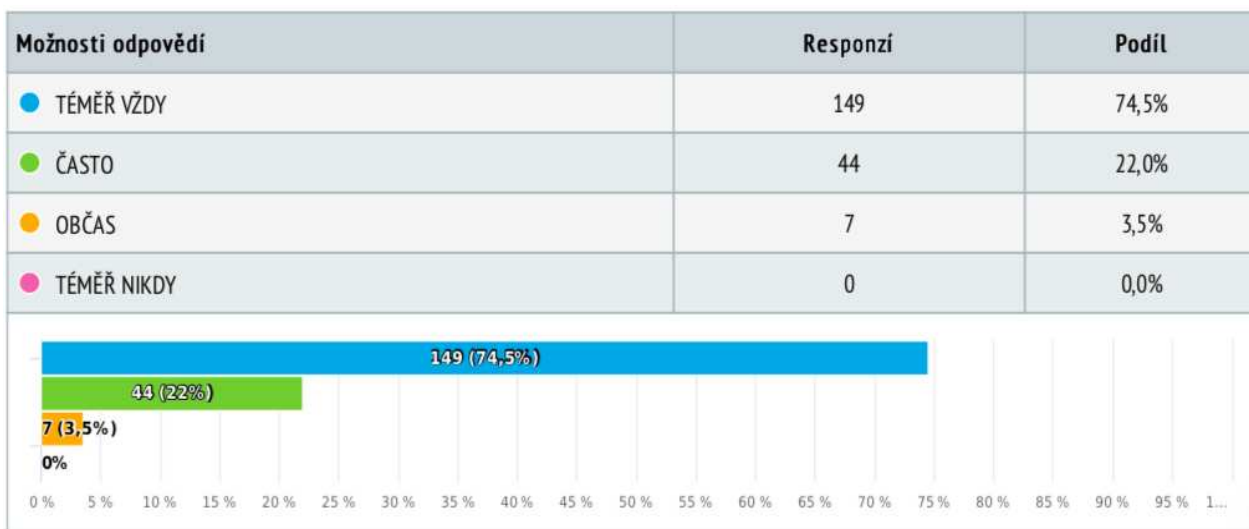 Možnosti odpovědí Responzí Podíl
TÉMĚŘ VŽDY 149 74,5%
ČASTO 44 22,0%
OBČAS 7 3,5%
TÉMĚŘ NIKDY 0 0,0%
149 (74,5%)
44 (22%)
7 (3,5%)
0%
0 % 5 % 10 % 15 % 20 % 25 % 30 % 35 % 40 % 45 % 50 % 55 % 60 % 65 % 70 % 75 % 80 % 85 % 90 % 95 % 1...